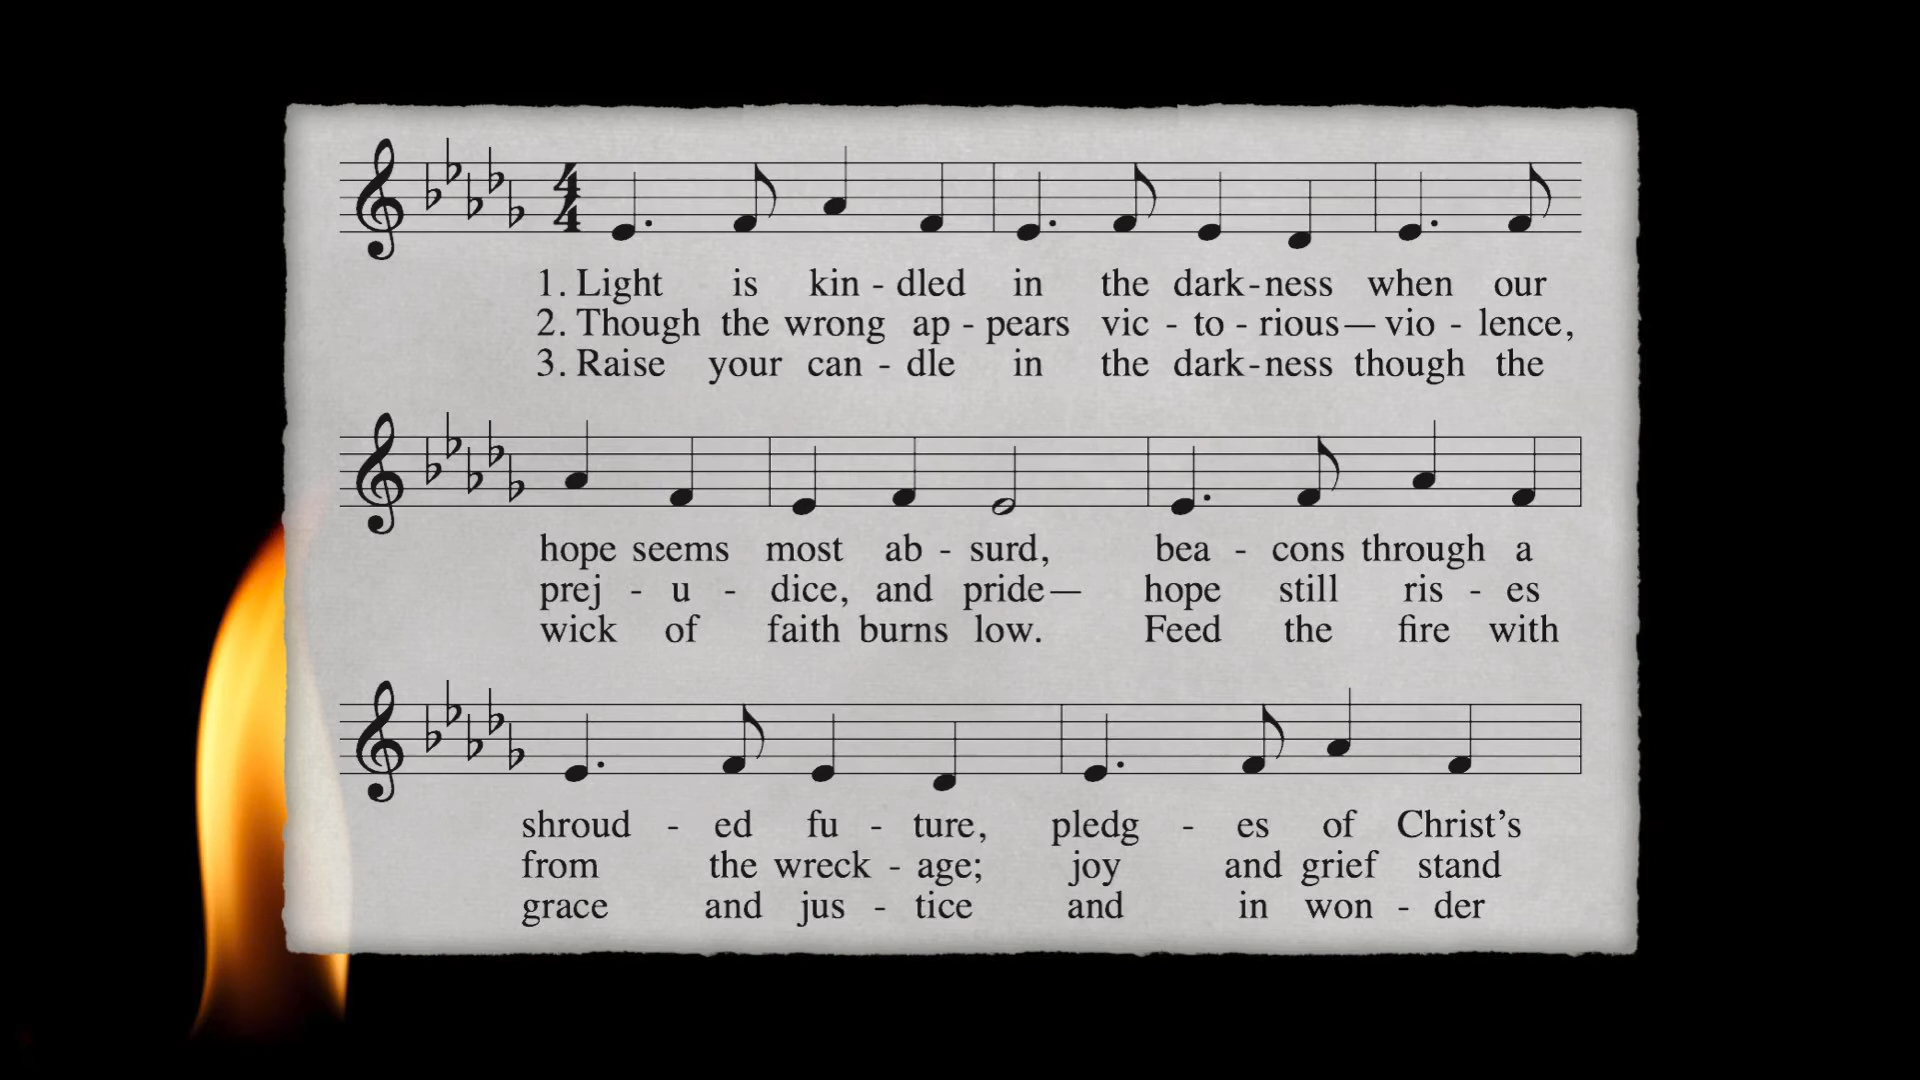 4
4
1. Light is kin - dled in the dark - ness when our
2. Though the wrong ap - pears vic - to - rious — vio - lence,
3. Raise your can - dle in the dark - ness though the
hope seems most ab - surd, bea - cons through a
prej - u - dice, and pride — hope still ris - es
wick of faith burns low. Feed the fire with
shroud - ed fu - ture, pledg - es of Christ's
from the wreck - age; joy and grief stand
grace and jus - tice and in won - der